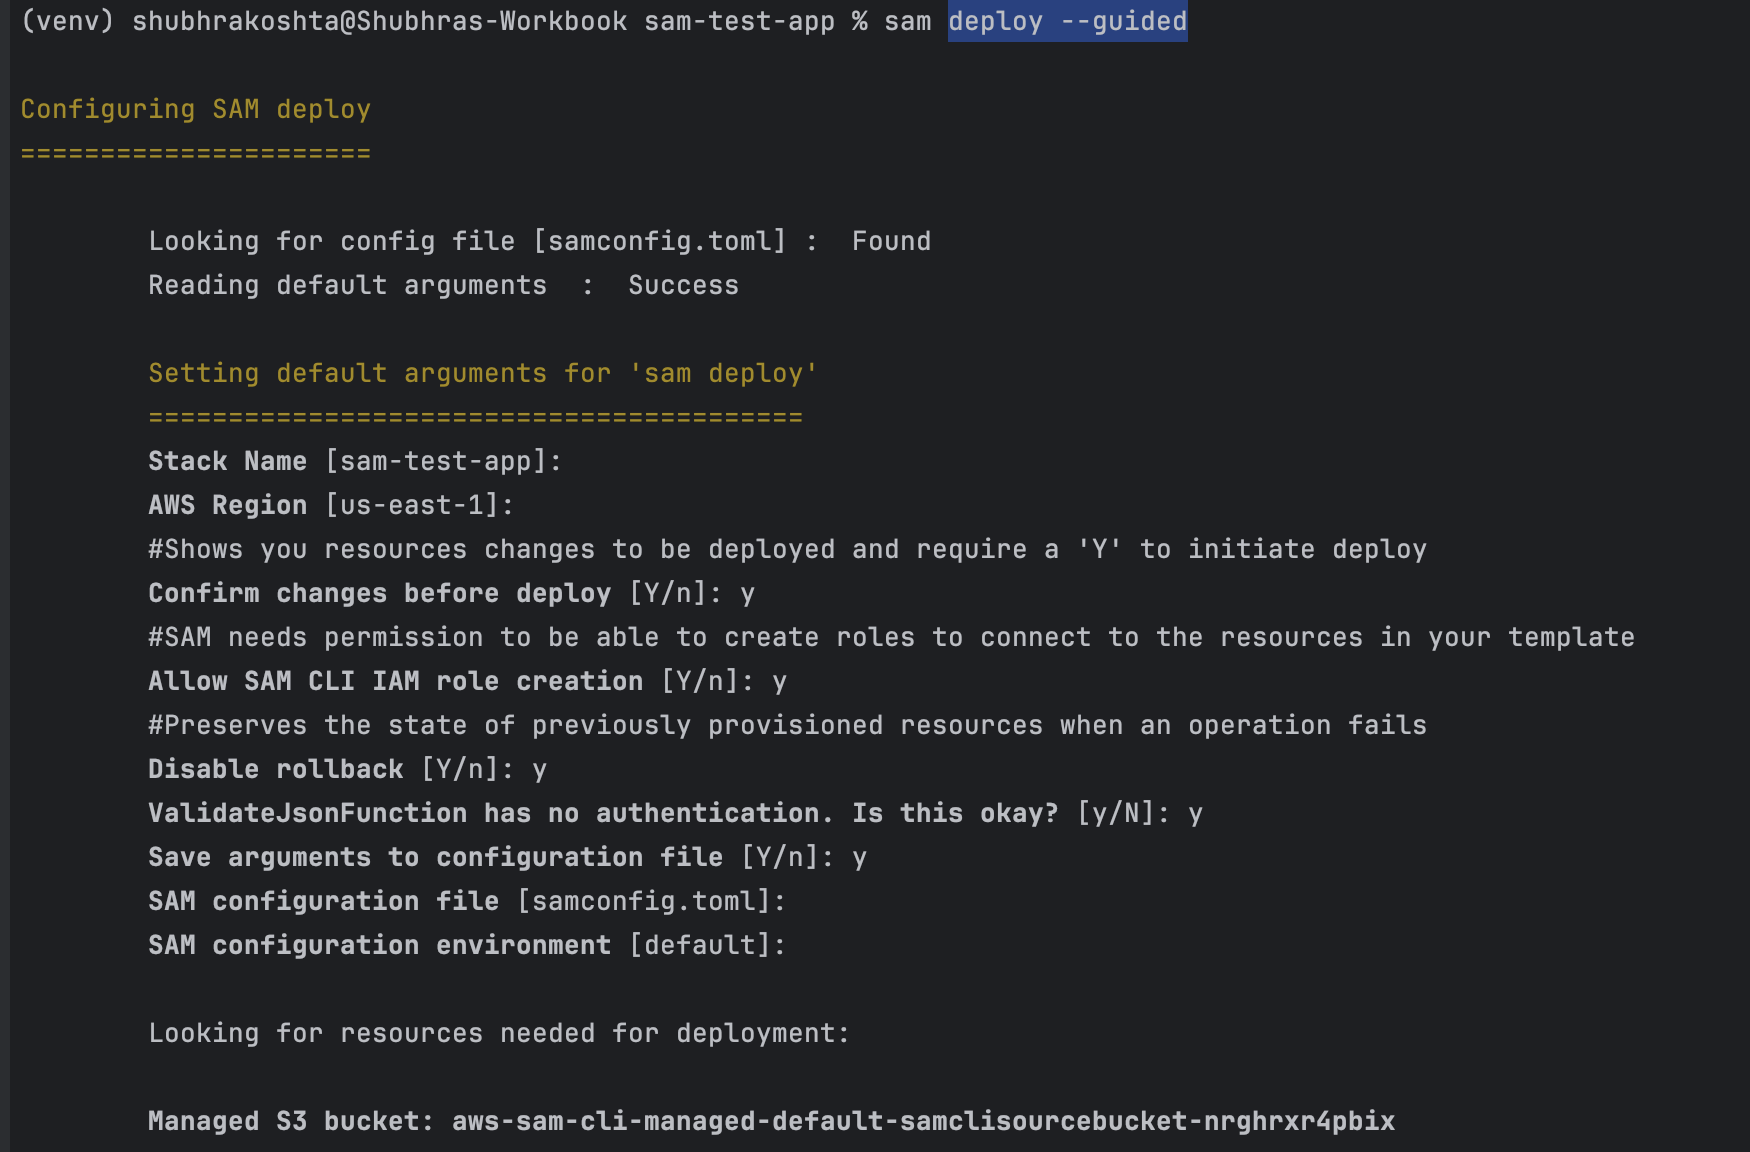 (venv) shubhrakoshta@Shubhras-Workbook sam-test-app % sam deploy --guided
Configuring SAM deploy
======================
Looking for config file [samconfig.toml] :  Found
Reading default arguments  :  Success
Setting default arguments for 'sam deploy'
=========================================
Stack Name [sam-test-app]:
AWS Region [us-east-1]:
#Shows you resources changes to be deployed and require a 'Y' to initiate deploy
Confirm changes before deploy [Y/n]: y
#SAM needs permission to be able to create roles to connect to the resources in your template
Allow SAM CLI IAM role creation [Y/n]: y
#Preserves the state of previously provisioned resources when an operation fails
Disable rollback [Y/n]: y
ValidateJsonFunction has no authentication. Is this okay? [y/N]: y
Save arguments to configuration file [Y/n]: y
SAM configuration file [samconfig.toml]:
SAM configuration environment [default]:
Looking for resources needed for deployment:
Managed S3 bucket: aws-sam-cli-managed-default-samclisourcebucket-nrghrxr4pbix